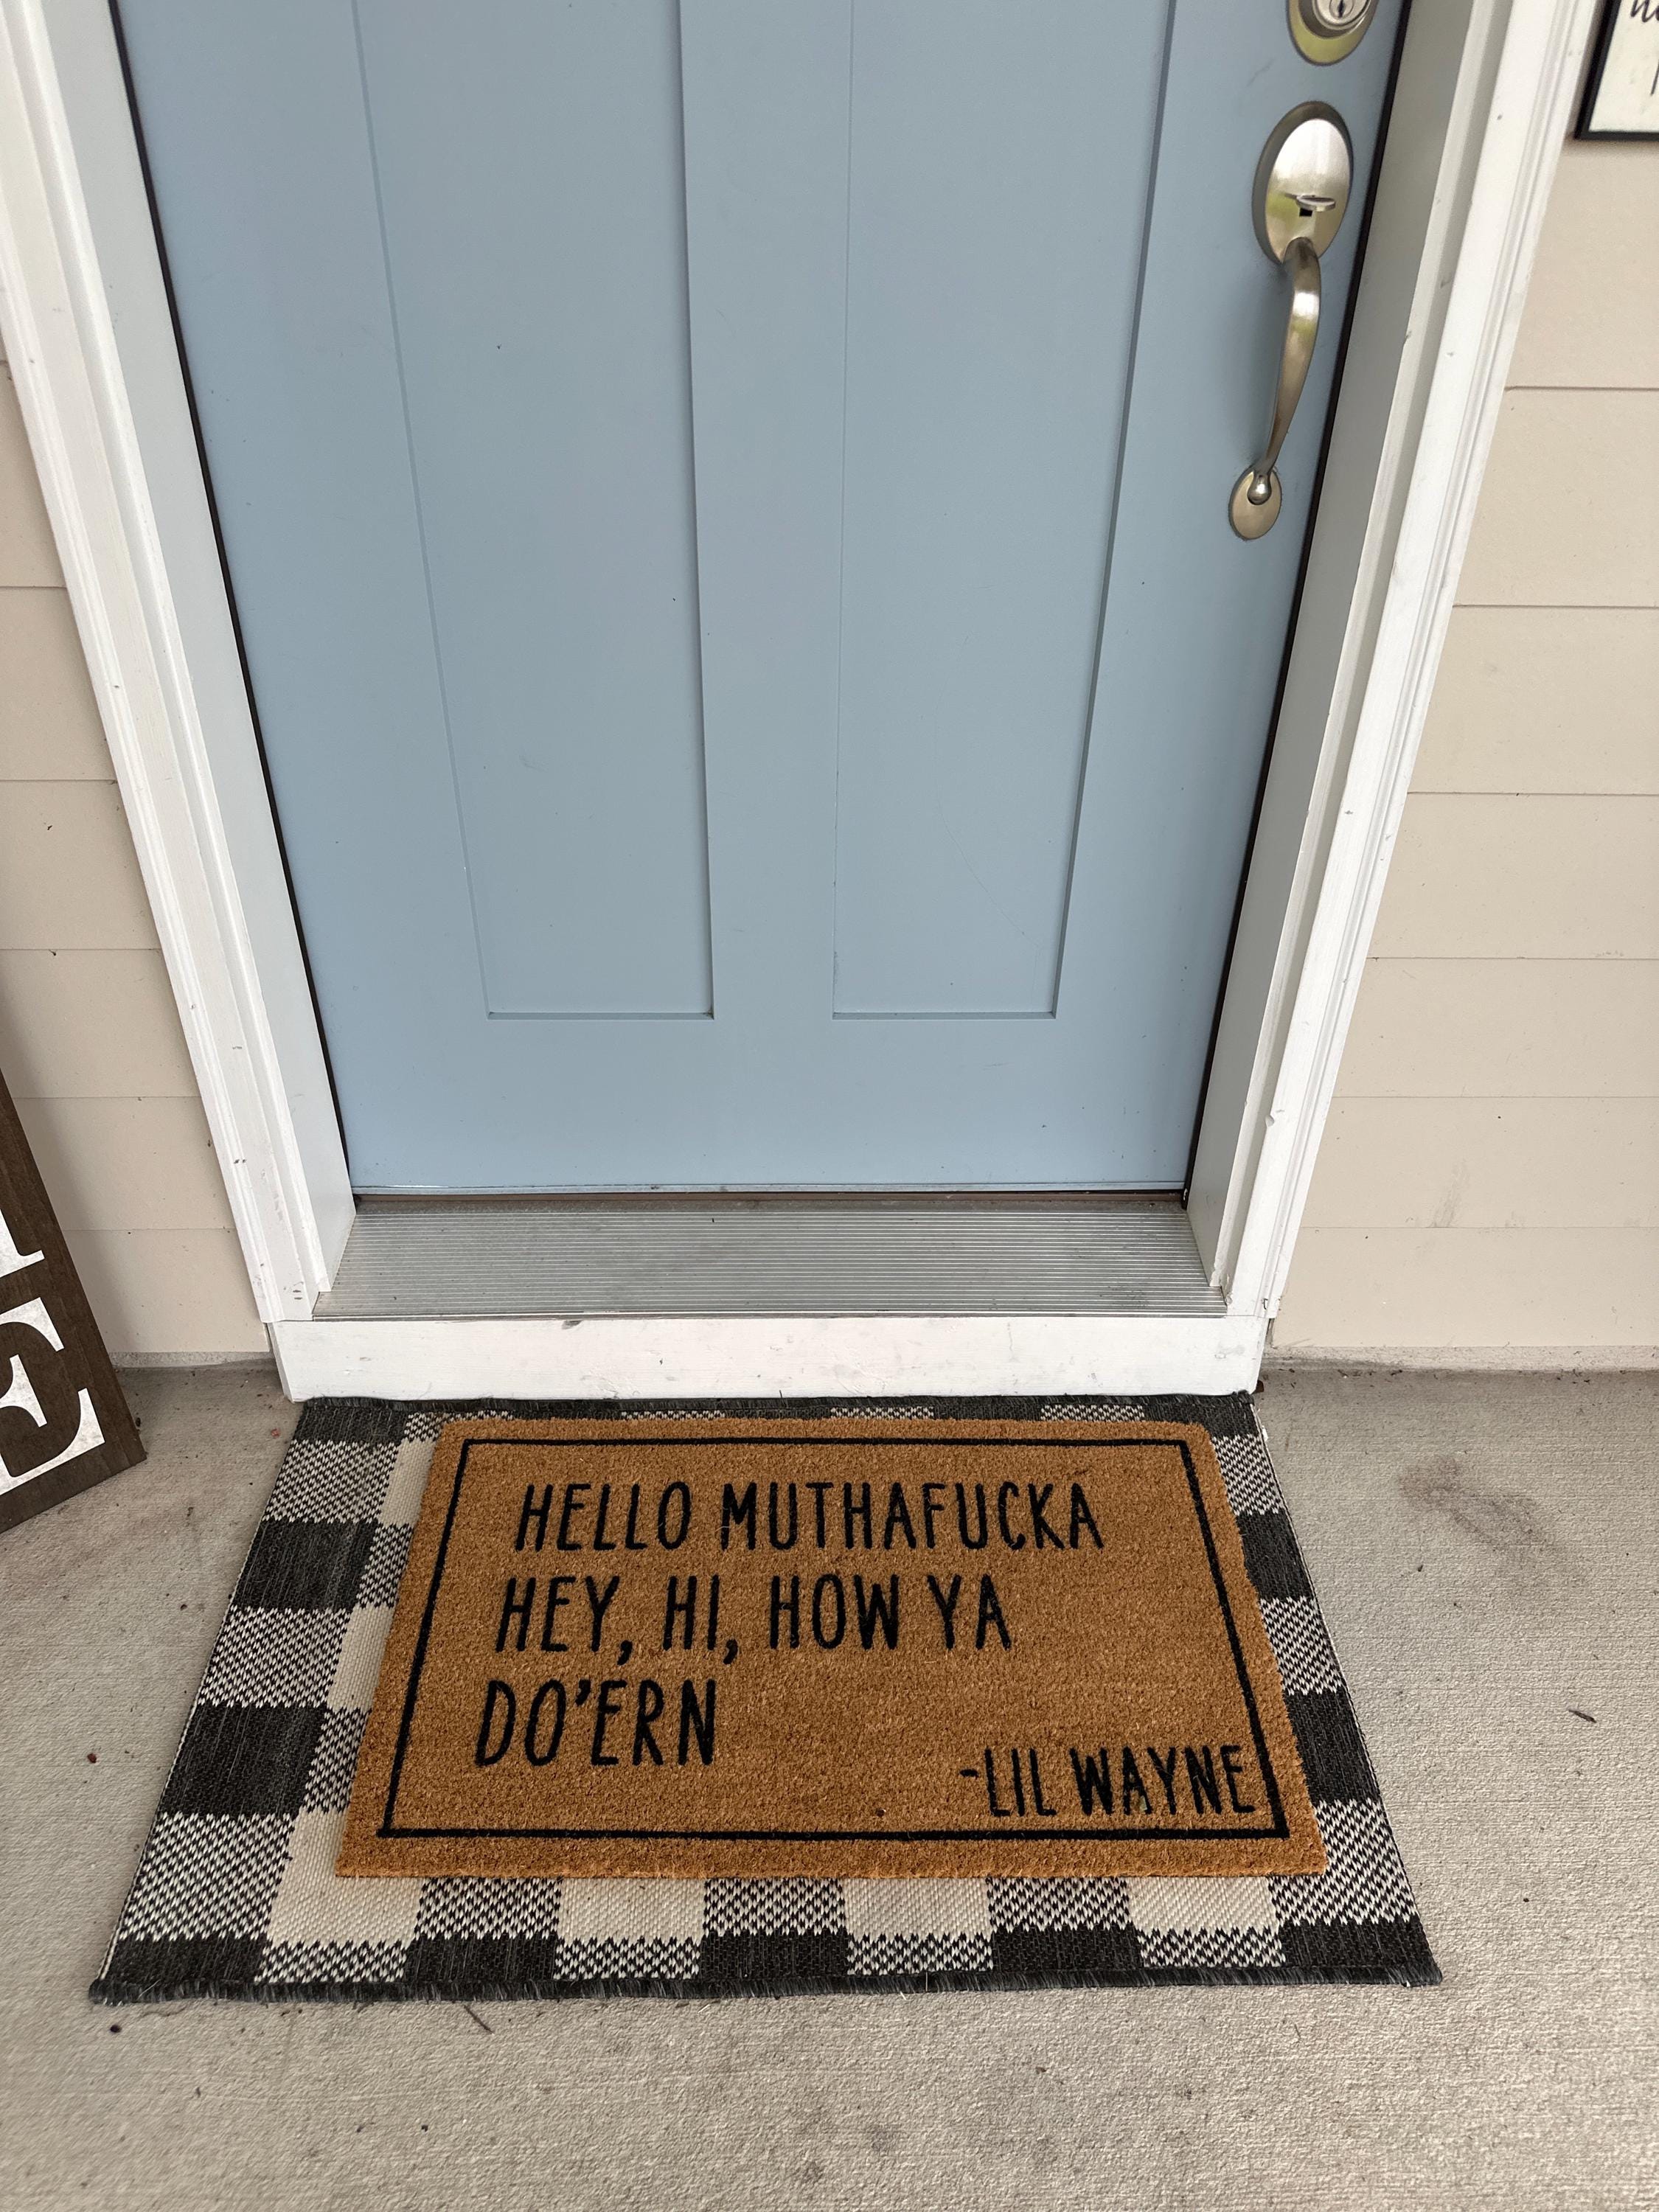 HELLO MUTHAFUCKA
HEY, HI, HOW YA
DO'ERN
-LIL WAYNE
E